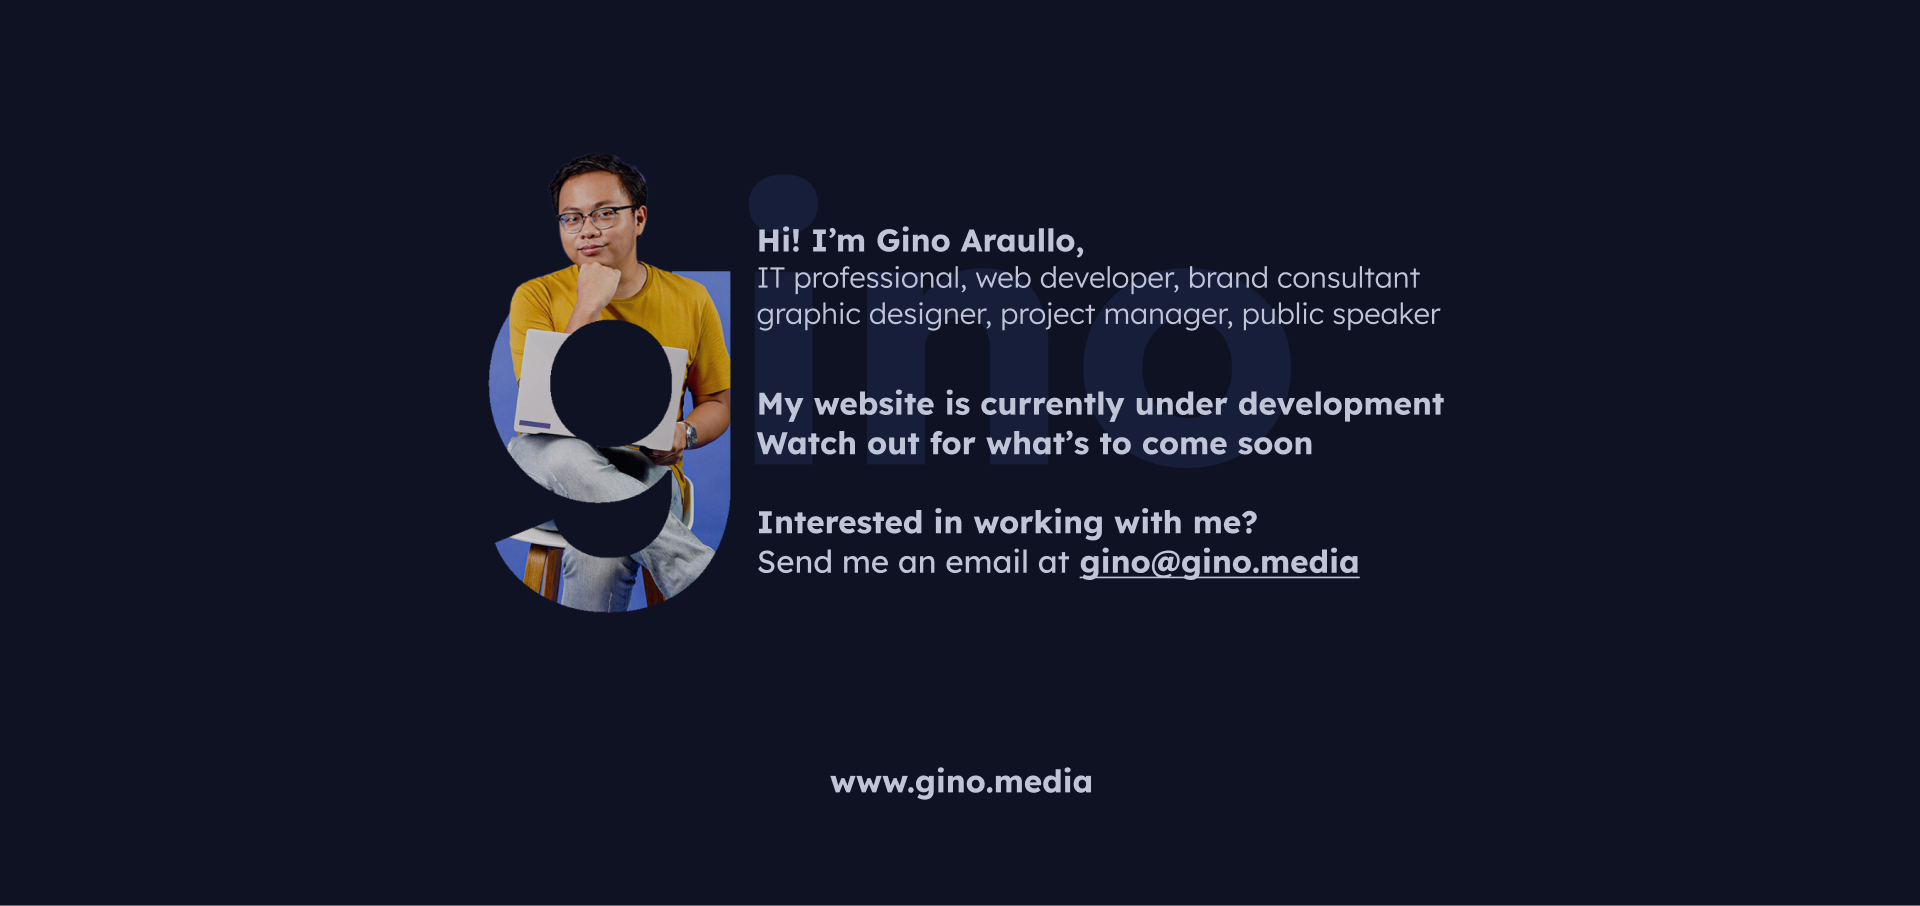 gino
Hi! I’m Gino Araullo,
IT professional, web developer, brand consultant
graphic designer, project manager, public speaker
My website is currently under development
Watch out for what’s to come soon
Interested in working with me?
Send me an email at gino@gino.media
www.gino.media